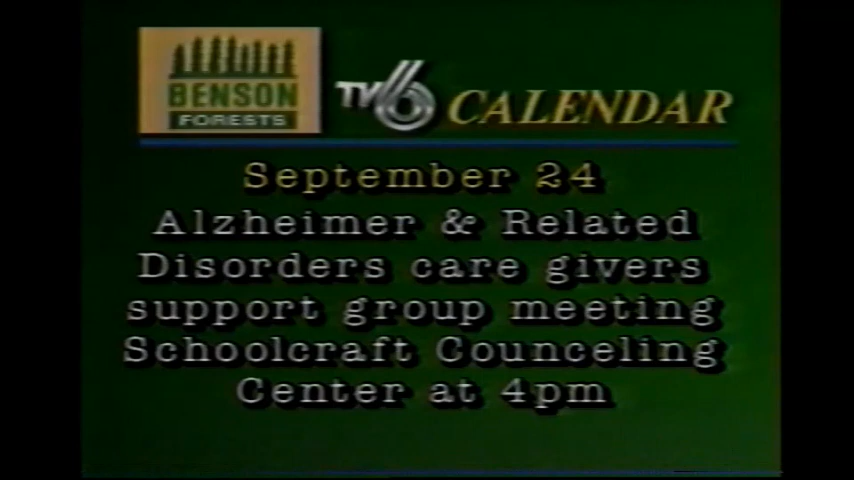 BENSON
FORESTS
TV6 CALENDAR
September 24
Alzheimer & Related
Disorders care givers
support group meeting
Schoolcraft Counceling
Center at 4pm